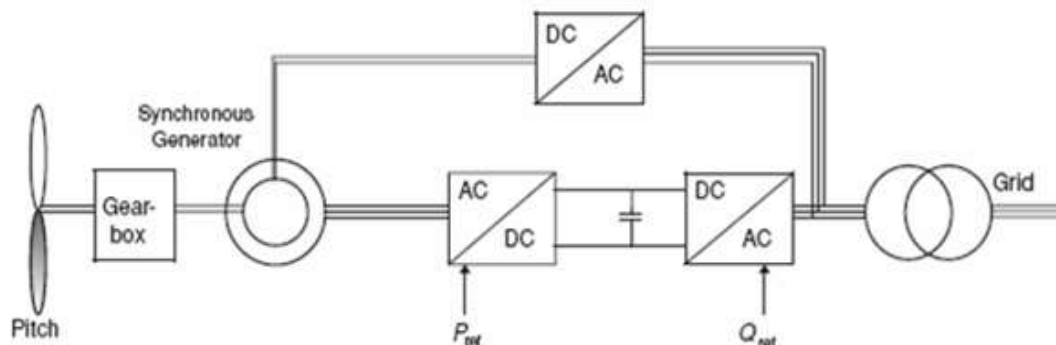 DC
AC
Synchronous
Generator
Gear-
box
AC
DC
DC
AC
Grid
Pitch
P
Q